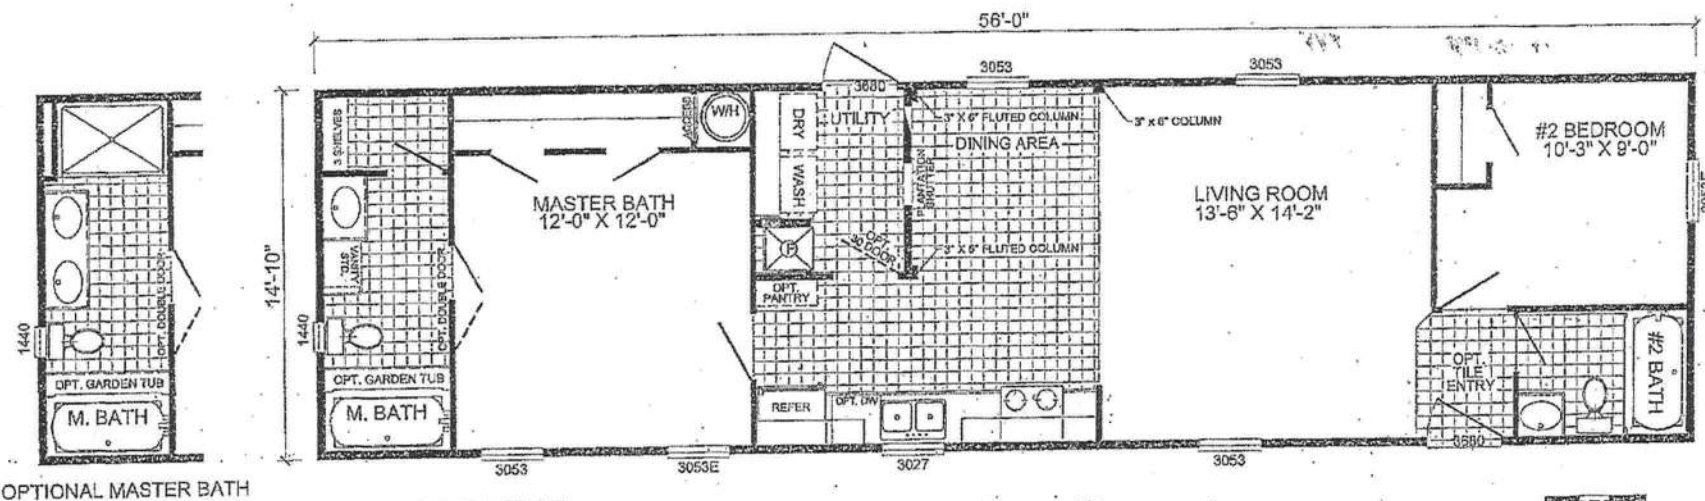 56'-0"
3053
3053
3680
3 SHELVES
ACCESS
W/H
DRY
UTILITY
3" X 6" FLUTED COLUMN
3" X 6" COLUMN
#2 BEDROOM
10'-3" X 9'-0"
DINING AREA
WASH
PLANTATION
SHUTTER
MASTER BATH
12'-0" X 12'-0"
LIVING ROOM
13'-6" X 14'-2"
14'-10"
OPT. DOUBLE DOOR
VANITY
STD.
OPT. DOUBLE DOOR
F
OPT.
30 DOOR
3" X 6" FLUTED COLUMN
OPT.
PANTRY
1440
1440
OPT.
TILE
ENTRY
#2 BATH
OPT. GARDEN TUB
M. BATH
OPT. GARDEN TUB
M. BATH
REFER
OPT. DW
3680
3053
3053E
3027
3053
OPTIONAL MASTER BATH